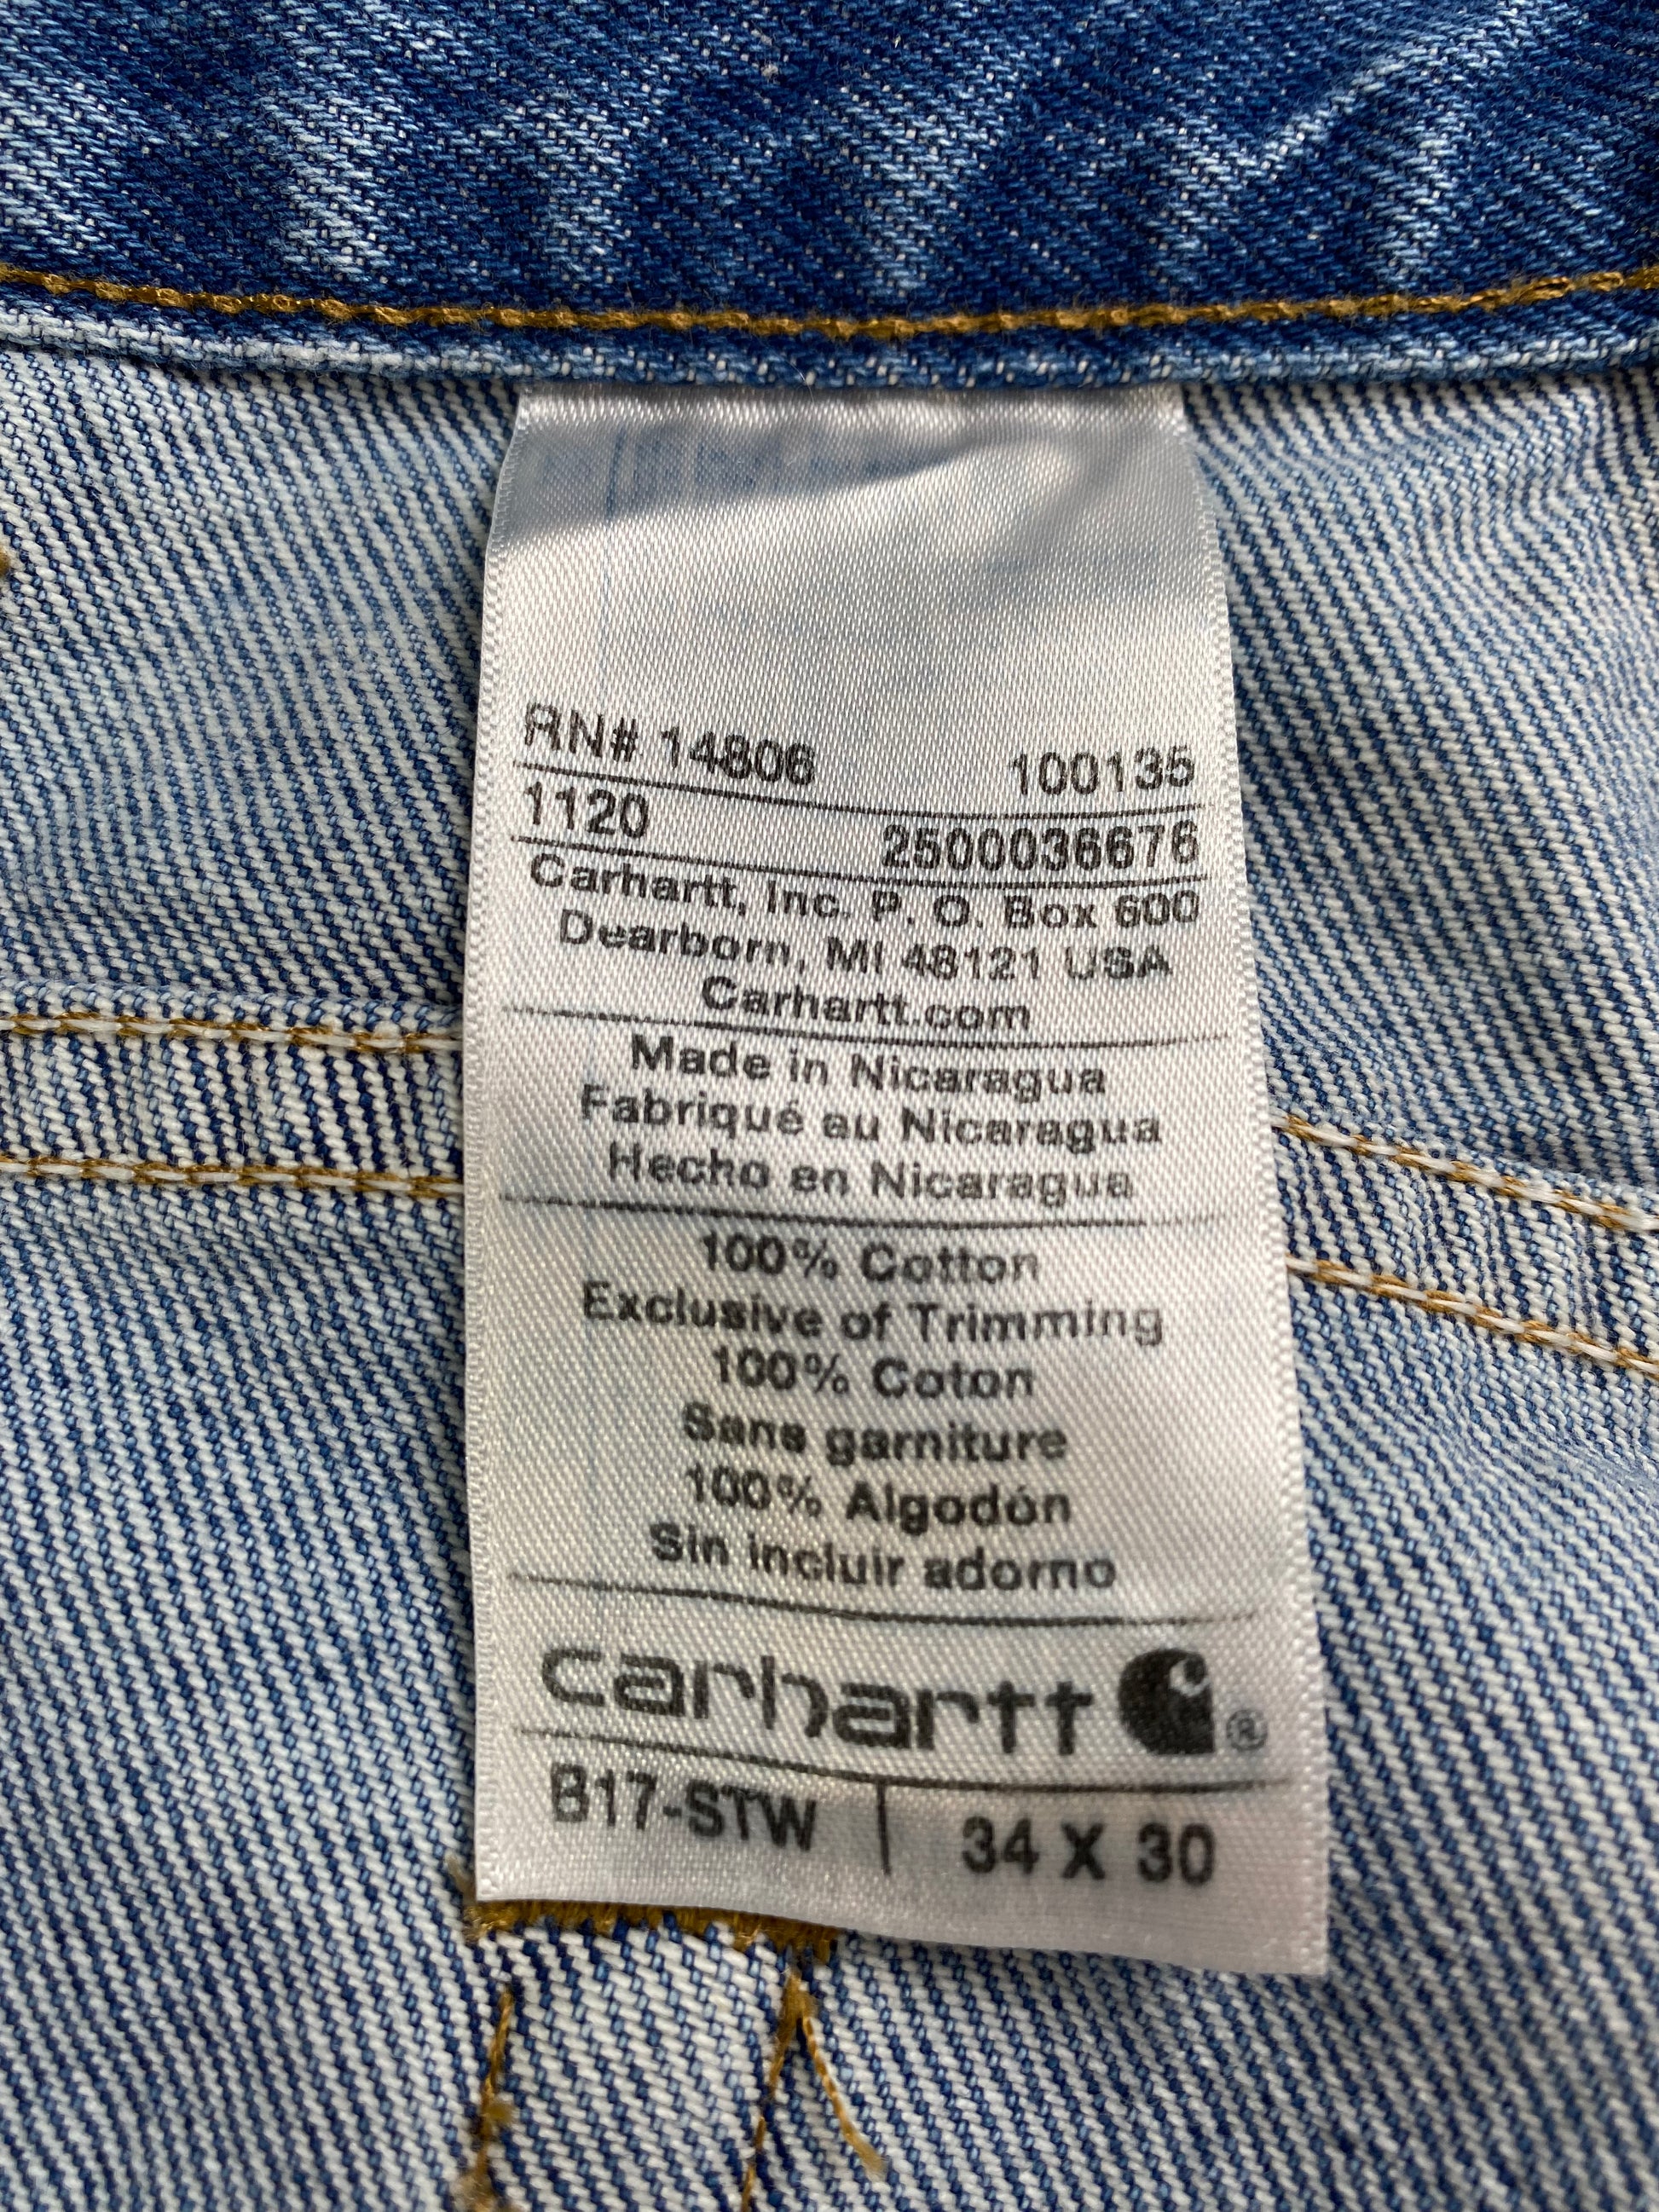 RN# 14806 100135
1120 2500036676
Carhartt, Inc. P. O. Box 600
Dearborn, MI 48121 USA
Carhartt.com
Made in Nicaragua
Fabriqué au Nicaragua
Hecho en Nicaragua
100% Cotton
Exclusive of Trimming
100% Coton
Sans garniture
100% Algodón
Sin incluir adorno
carhartt ®
B17-STW | 34 X 30